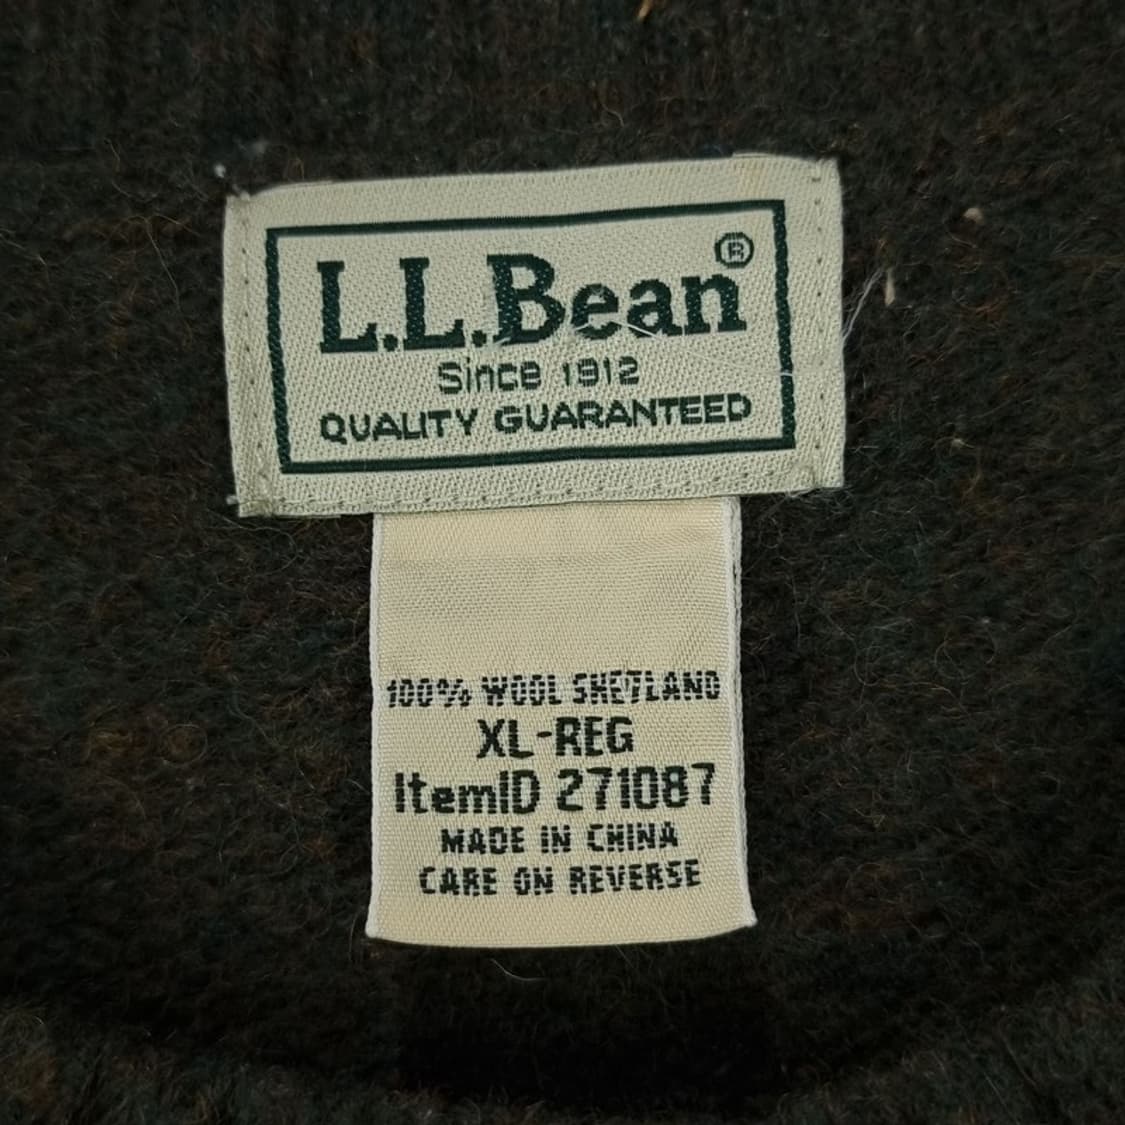 L.L.Bean®
Since 1912
QUALITY GUARANTEED
100% WOOL SHETLAND
XL-REG
ItemID 271087
MADE IN CHINA
CARE ON REVERSE